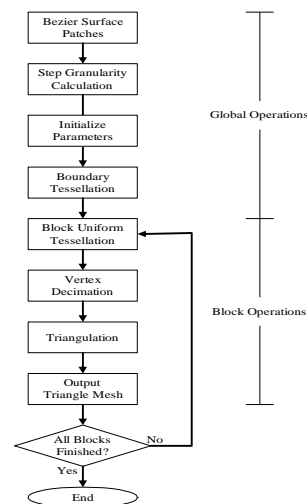 Bezier Surface
Patches
Step Granularity
Calculation
Initialize
Parameters
Boundary
Tessellation
Global Operations
Block Uniform
Tessellation
Vertex
Decimation
Triangulation
Output
Triangle Mesh
Block Operations
All Blocks
Finished?
No
Yes
End